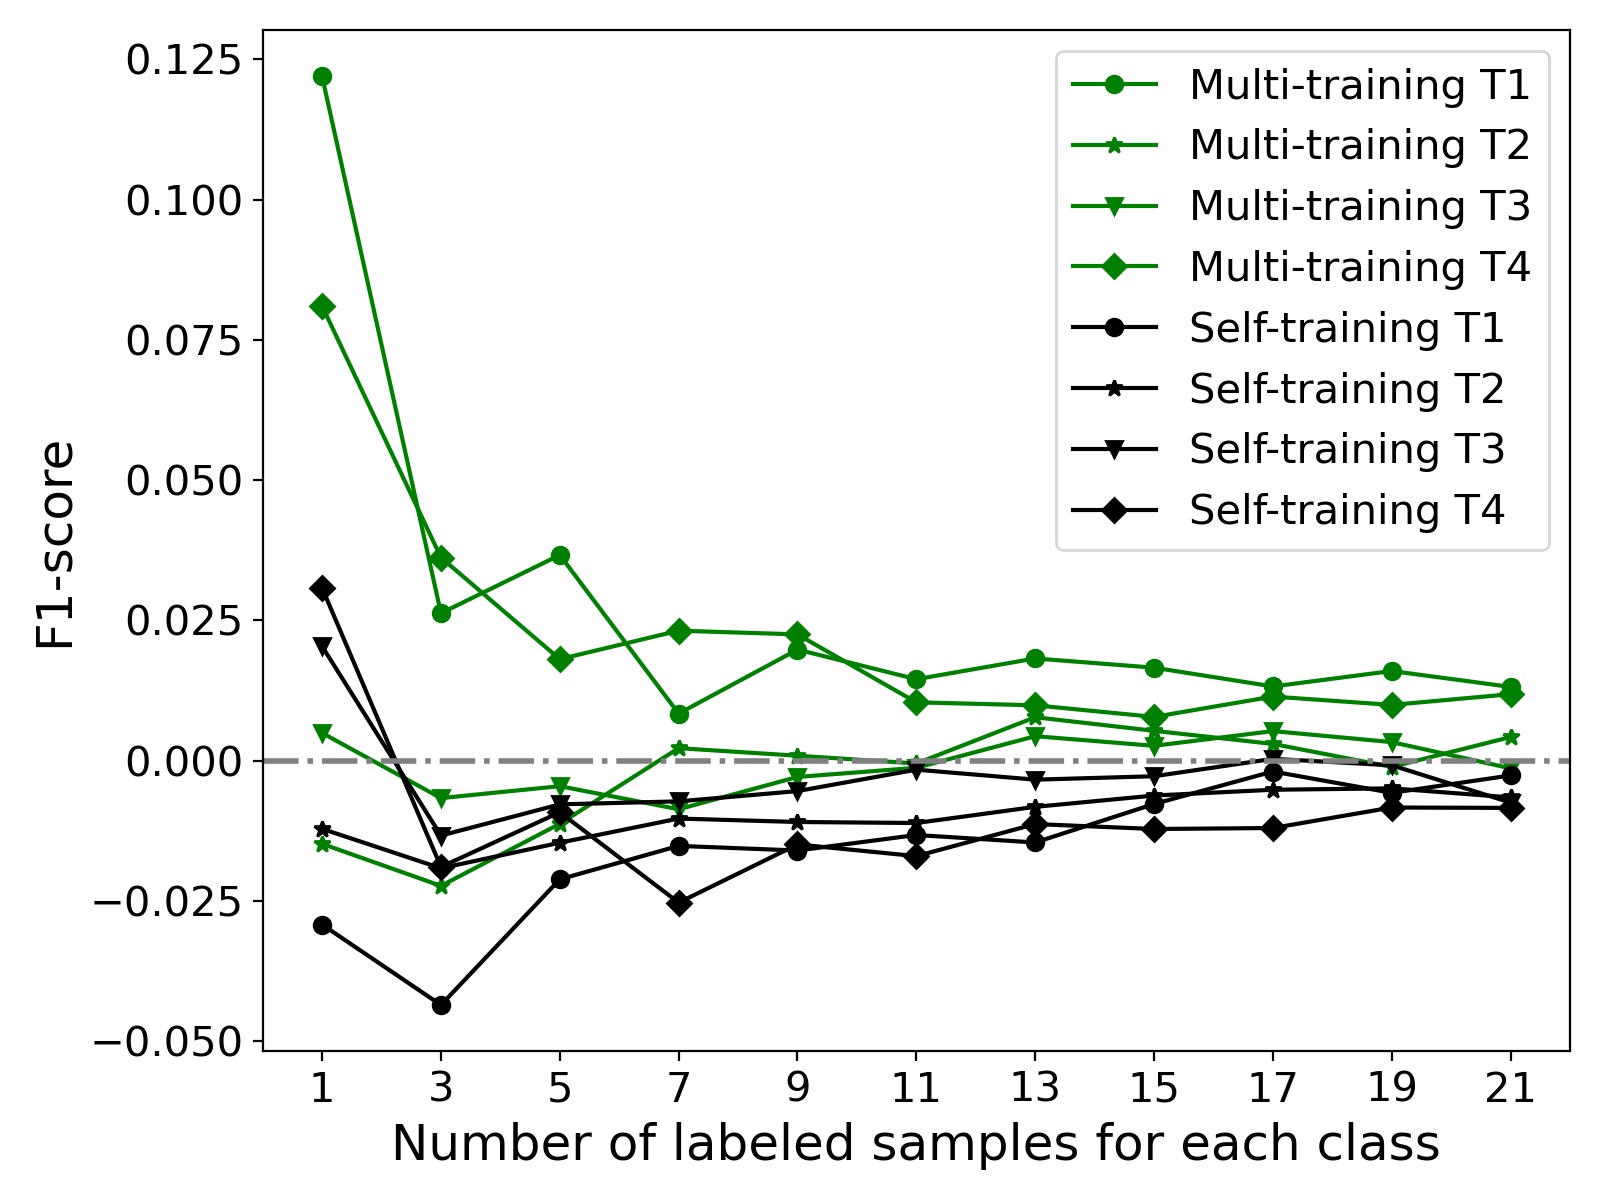 0.125
0.100
0.075
0.050
0.025
0.000
−0.025
−0.050
F1-score
1 3 5 7 9 11 13 15 17 19 21
Number of labeled samples for each class
Multi-training T1
Multi-training T2
Multi-training T3
Multi-training T4
Self-training T1
Self-training T2
Self-training T3
Self-training T4